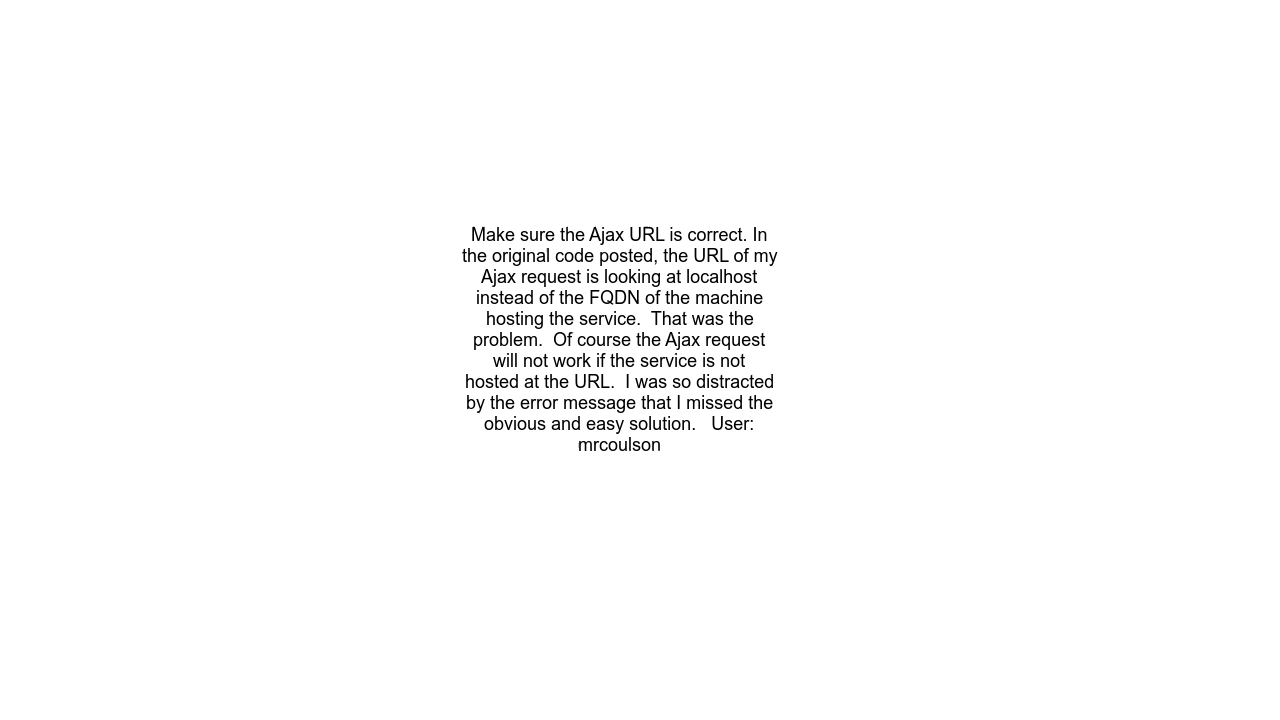 Make sure the Ajax URL is correct. In
the original code posted, the URL of my
Ajax request is looking at localhost
instead of the FQDN of the machine
hosting the service.  That was the
problem.  Of course the Ajax request
will not work if the service is not
hosted at the URL.  I was so distracted
by the error message that I missed the
obvious and easy solution.   User:
mrcoulson